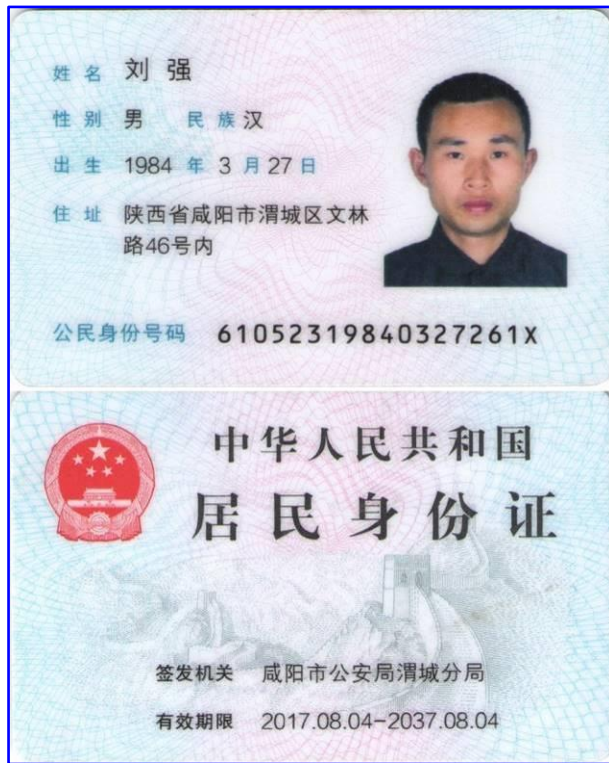 姓名 刘强
性别 男 民族 汉
出生 1984 年 3 月 27 日
住址 陕西省咸阳市渭城区文林
路46号内
公民身份号码 61052319840327261X
中华人民共和国
居民身份证
签发机关 咸阳市公安局渭城分局
有效期限 2017.08.04-2037.08.04